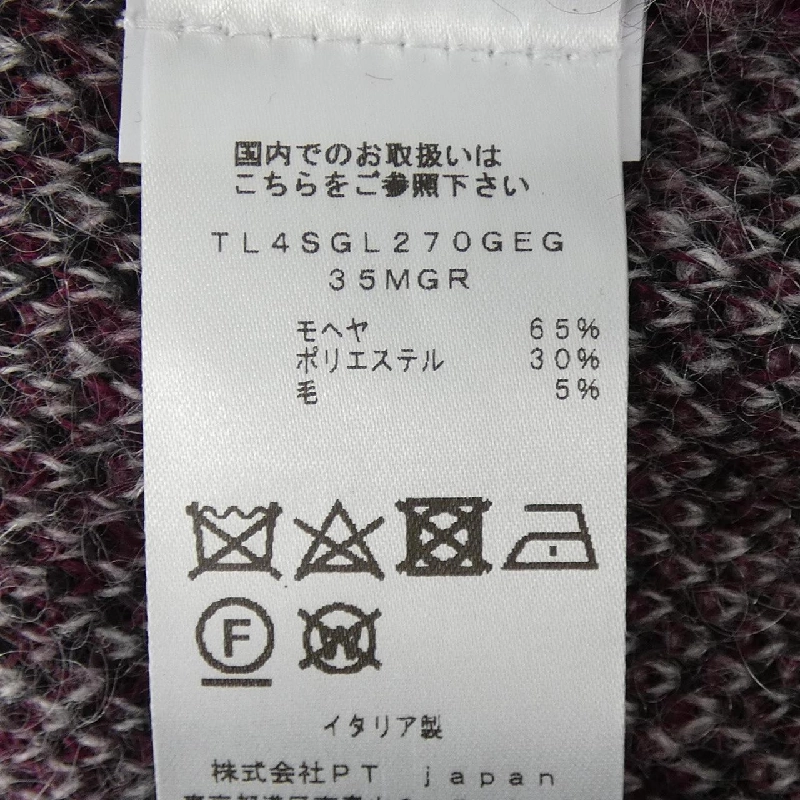 国内でのお取扱いは
こちらをご参照下さい
TL4SGL270GEG
35MGR
モヘヤ 65%
ポリエステル 30%
毛 5%
F W
イタリア製
株式会社PT japan